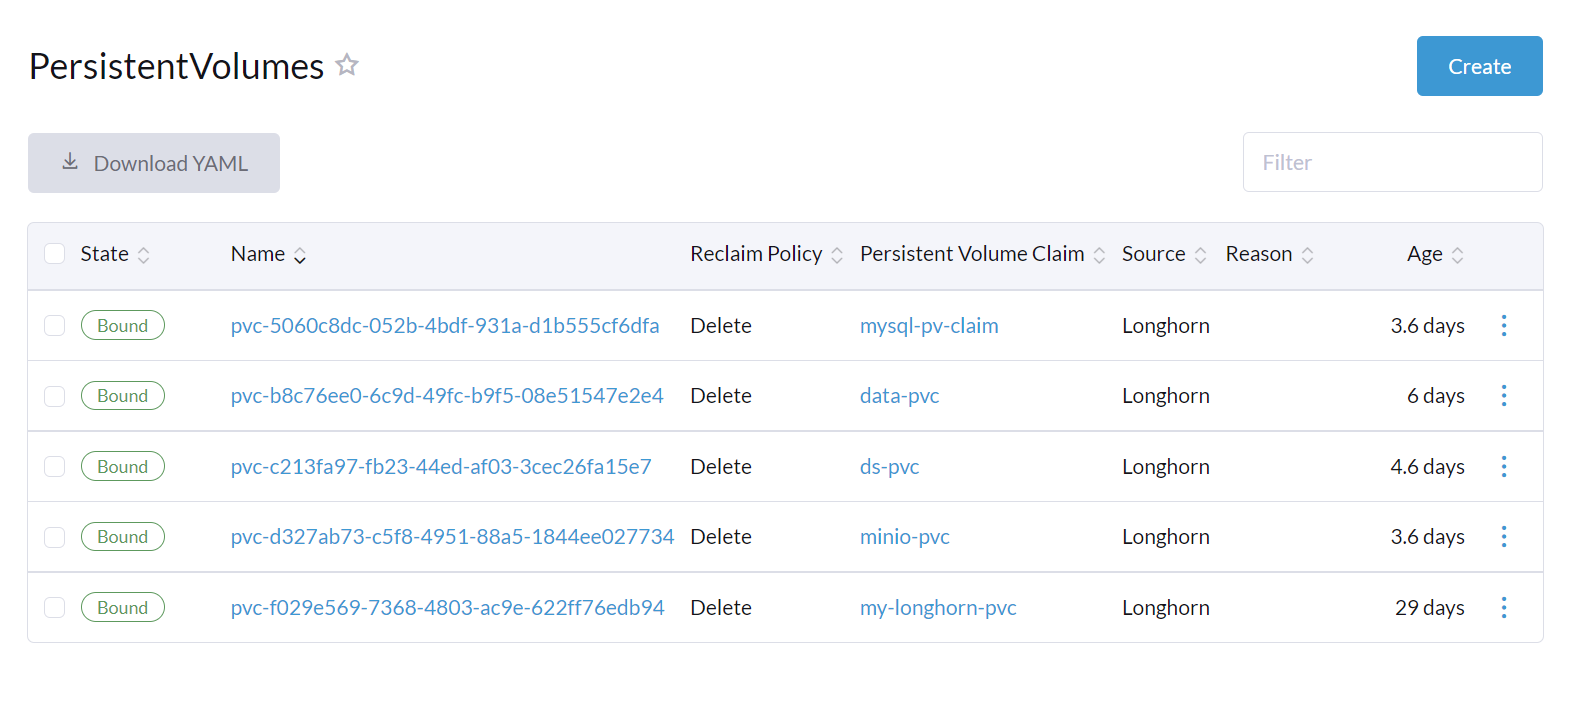 PersistentVolumes
Create
Download YAML
Filter
State Name Reclaim Policy Persistent Volume Claim Source Reason Age
Bound pvc-5060c8dc-052b-4bdf-931a-d1b555cf6dfa Delete mysql-pv-claim Longhorn 3.6 days
Bound pvc-b8c76ee0-6c9d-49fc-b9f5-08e51547e2e4 Delete data-pvc Longhorn 6 days
Bound pvc-c213fa97-fb23-44ed-af03-3cec26fa15e7 Delete ds-pvc Longhorn 4.6 days
Bound pvc-d327ab73-c5f8-4951-88a5-1844ee027734 Delete minio-pvc Longhorn 3.6 days
Bound pvc-f029e569-7368-4803-ac9e-622ff76edb94 Delete my-longhorn-pvc Longhorn 29 days